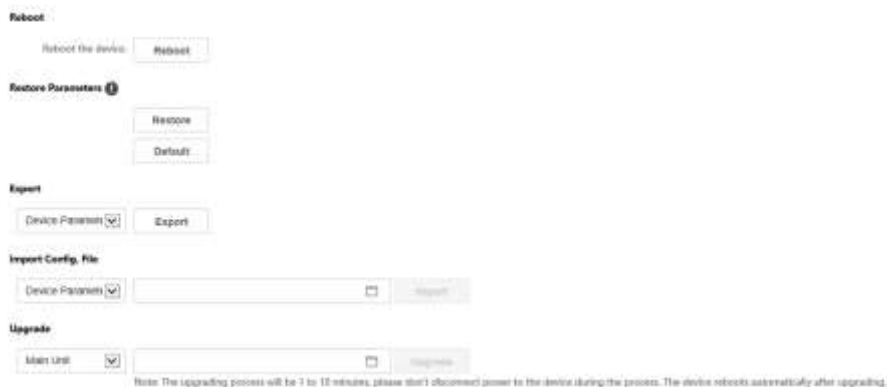 Reboot
Reboot the device. Reboot
Restore Parameters
Restore
Default
Export
Device Paramete Export
Import Config. File
Device Paramete Import
Upgrade
Main Unit Upgrade
Note: The upgrading process will be 1 to 10 minutes, please don't disconnect power to the device during the process. The device reboots automatically after upgrading.